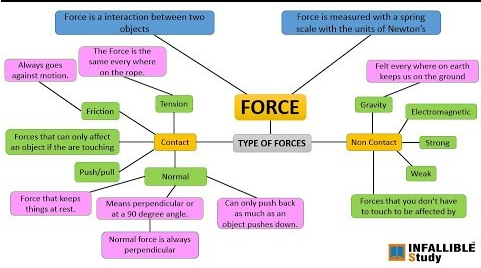 Force is a interaction between two
objects
Force is measured with a spring
scale with the units of Newton's
The Force is the
same every where
on the rope.
Always goes
against motion.
Felt every where on earth
keeps us on the ground
FORCE
Friction
Tension
Gravity
Electromagnetic
Forces that can only affect
an object if the are touching
Contact
TYPE OF FORCES
Non Contact
Strong
Push/pull
Normal
Weak
Force that keeps
things at rest.
Means perpendicular or
at a 90 degree angle.
Can only push back
as much as an
object pushes down.
Forces that you don't have
to touch to be affected by
Normal force is always
perpendicular
INFALLIBLE
Study